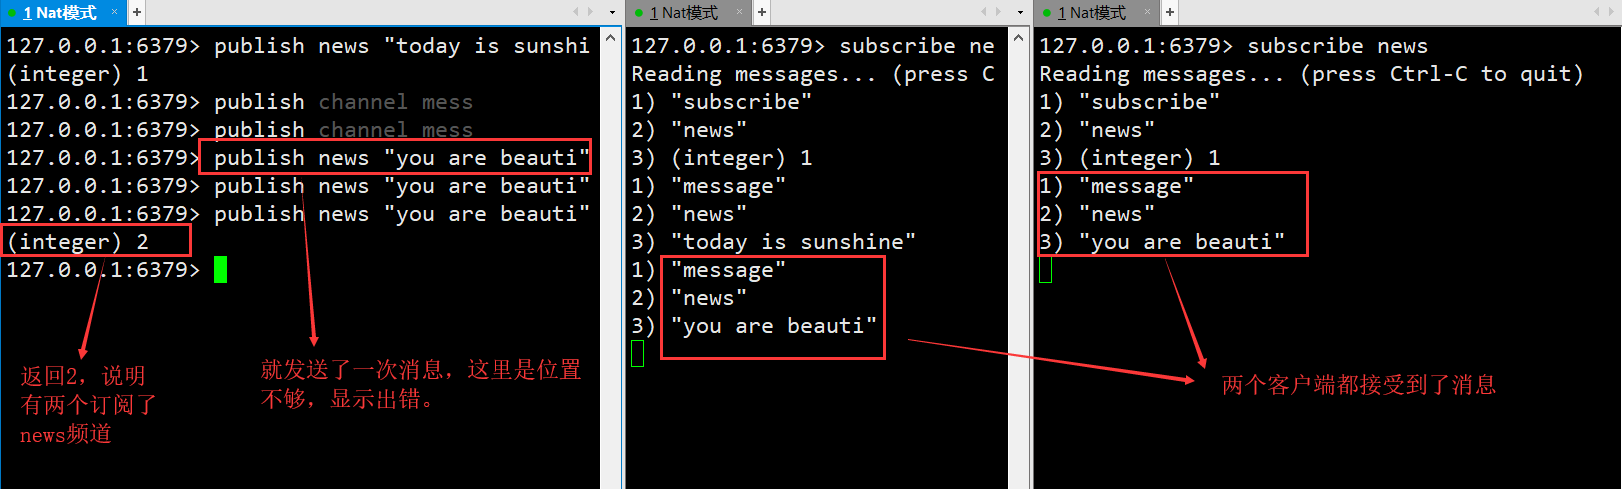 1 Nat模式
127.0.0.1:6379> publish news "today is sunshi
(integer) 1
127.0.0.1:6379> publish channel mess
127.0.0.1:6379> publish channel mess
127.0.0.1:6379> publish news "you are beauti"
127.0.0.1:6379> publish news "you are beauti"
127.0.0.1:6379> publish news "you are beauti"
(integer) 2
127.0.0.1:6379>
返回2，说明
有两个订阅了
news频道
就发送了一次消息，这里是位置
不够，显示出错。
1 Nat模式
127.0.0.1:6379> subscribe ne
Reading messages... (press C
1) "subscribe"
2) "news"
3) (integer) 1
1) "message"
2) "news"
3) "today is sunshine"
1) "message"
2) "news"
3) "you are beauti"
1 Nat模式
127.0.0.1:6379> subscribe news
Reading messages... (press Ctrl-C to quit)
1) "subscribe"
2) "news"
3) (integer) 1
1) "message"
2) "news"
3) "you are beauti"
两个客户端都接受到了消息